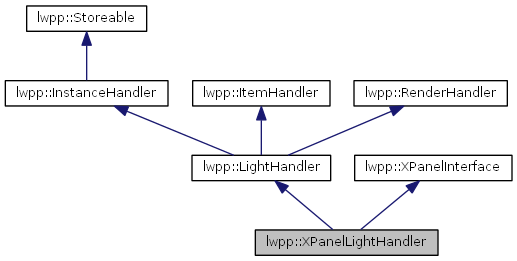 lwpp::Storeable
lwpp::InstanceHandler
lwpp::ItemHandler
lwpp::RenderHandler
lwpp::LightHandler
lwpp::XPanelInterface
lwpp::XPanelLightHandler